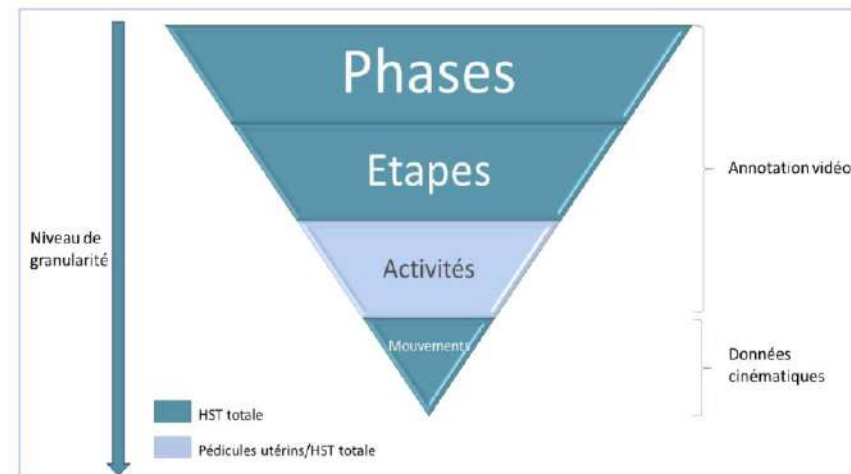 Phases
Etapes
Annotation vidéo
Niveau de
granularité
Activités
Mouvements
Données
cinématiques
HST totale
Pédicules utérins/HST totale